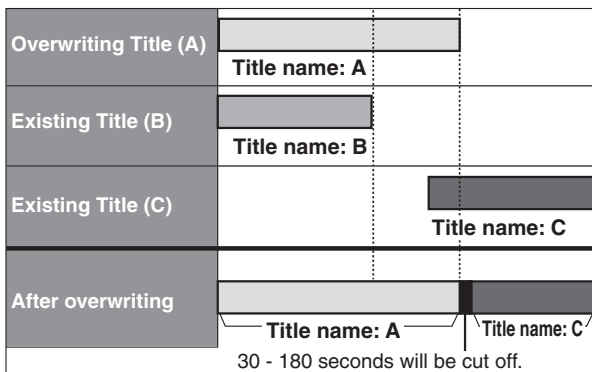 Overwriting Title (A)
Title name: A
Existing Title (B)
Title name: B
Existing Title (C)
Title name: C
After overwriting
Title name: A
Title name: C
30 - 180 seconds will be cut off.